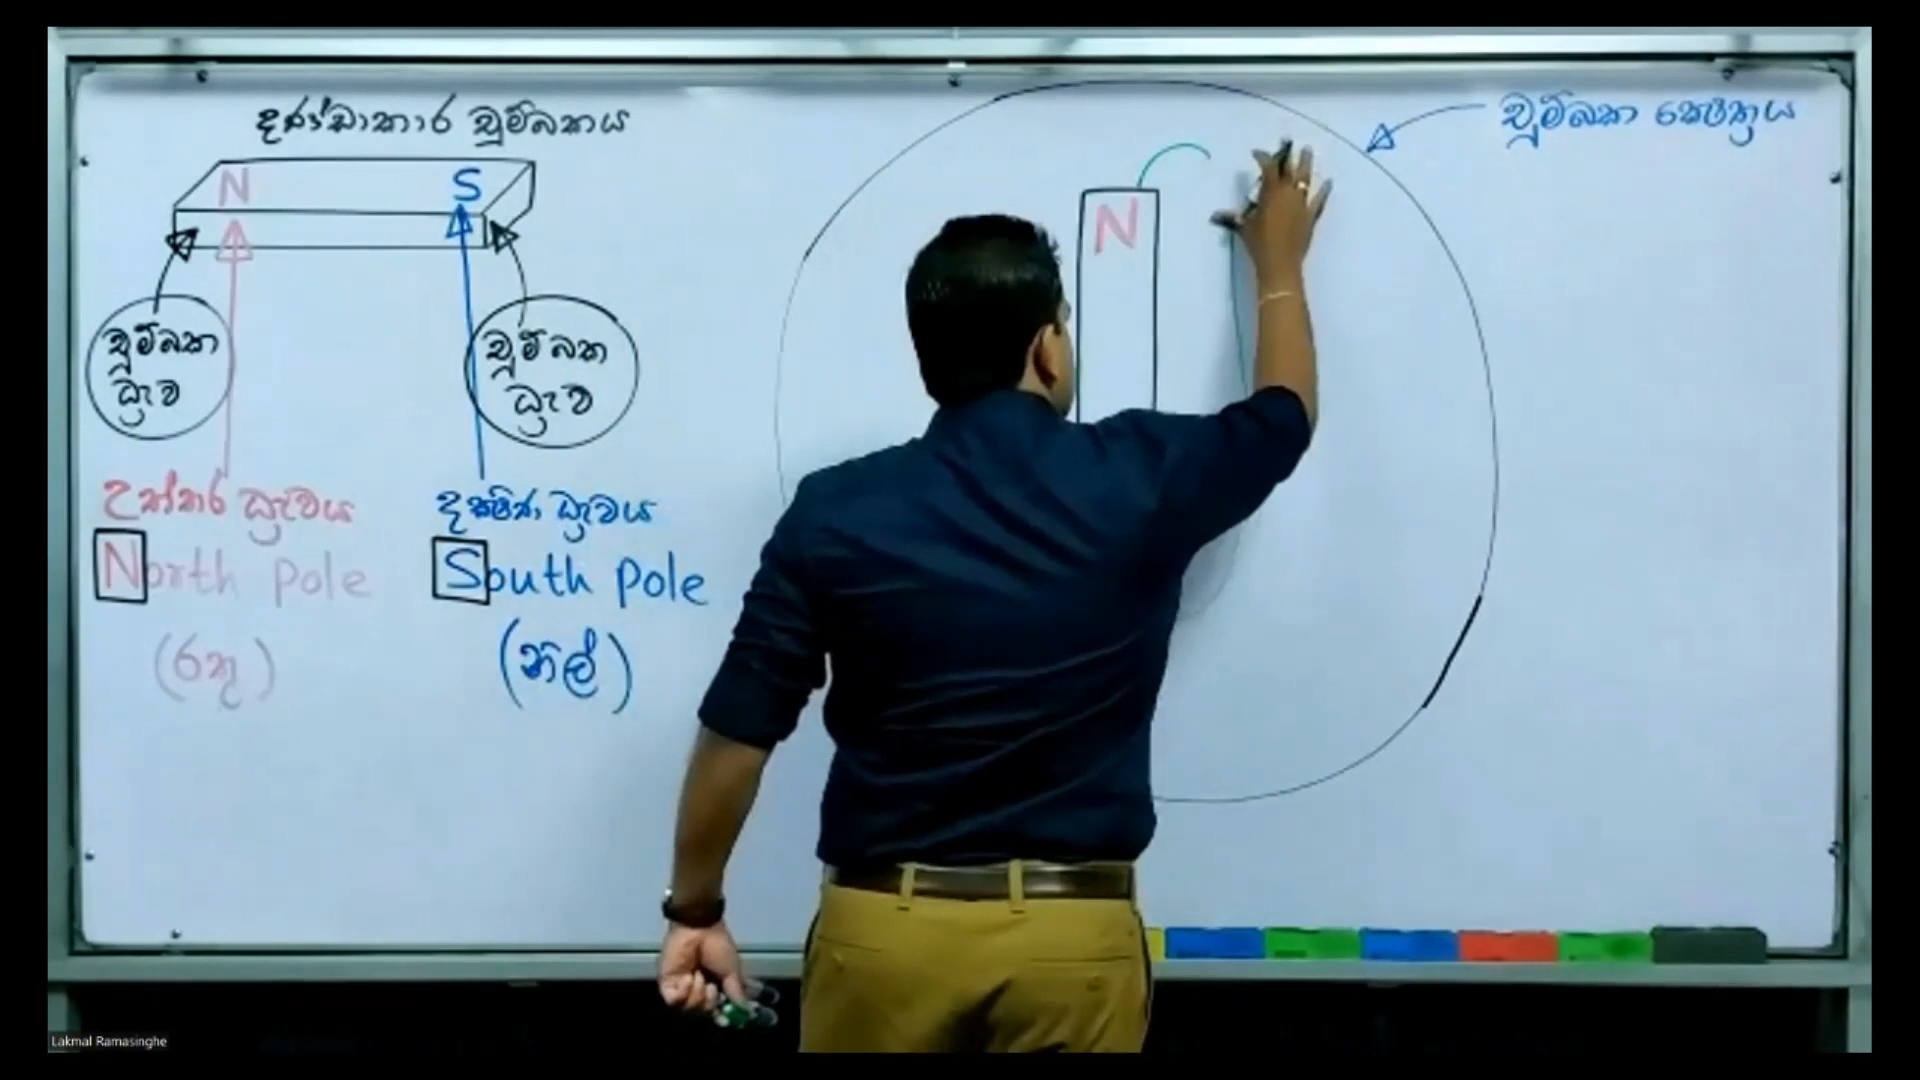 දණ්ඩාකාර චුම්බකය
N
S
චුම්බක
ධ්‍රැව
චුම්බක
ධ්‍රැව
උත්තර ධ්‍රැවය
North pole
(රතු)
දක්ෂිණ ධ්‍රැවය
South pole
(නිල්)
N
චුම්බක ක්ෂේත්‍රය
Lakmal Ramasinghe